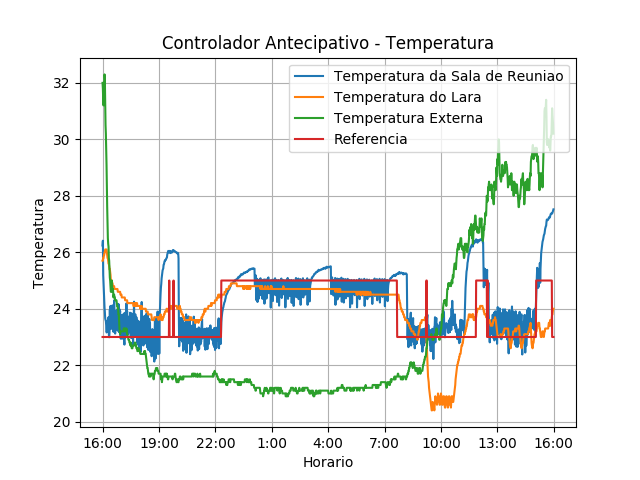 Controlador Antecipativo - Temperatura
Temperatura da Sala de Reuniao
Temperatura do Lara
Temperatura Externa
Referencia
Temperatura
32
30
28
26
24
22
20
16:00 19:00 22:00 1:00 4:00 7:00 10:00 13:00 16:00
Horario